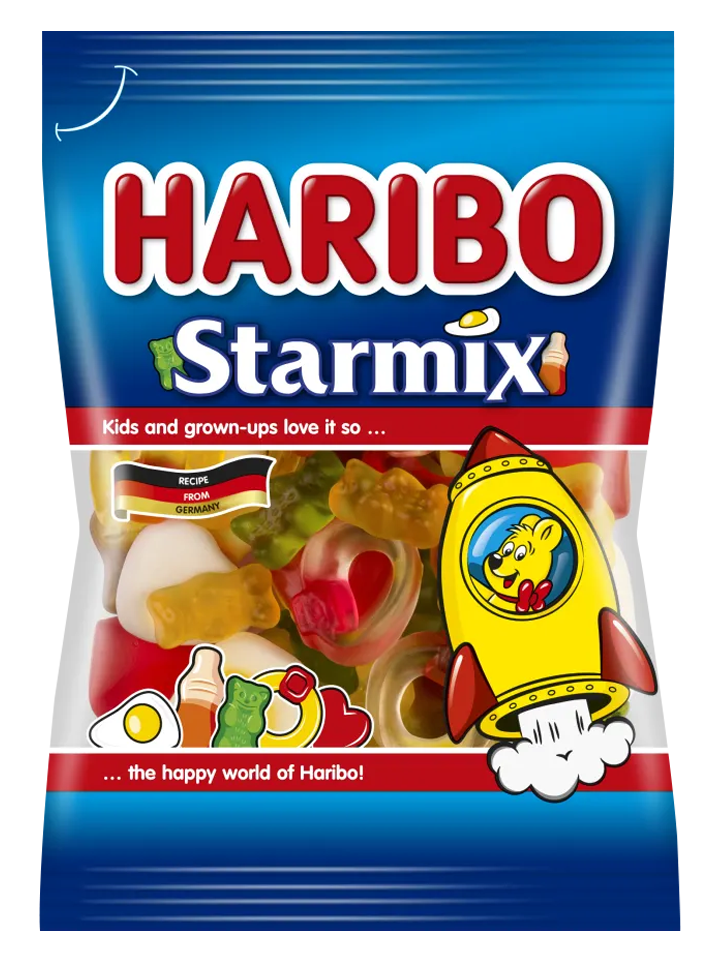 HARIBO
Starmix
Kids and grown-ups love it so ...
RECIPE
FROM
GERMANY
... the happy world of Haribo!